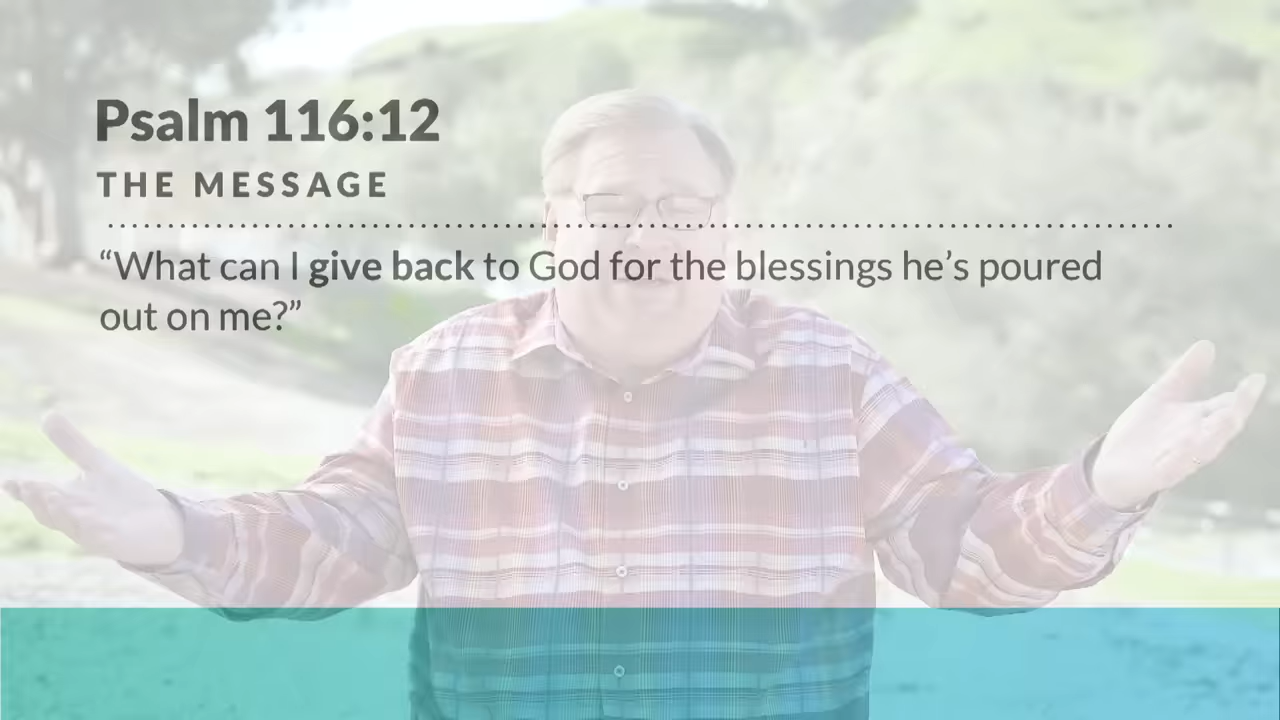 Psalm 116:12
THE MESSAGE
“What can I give back to God for the blessings he’s poured
out on me?”